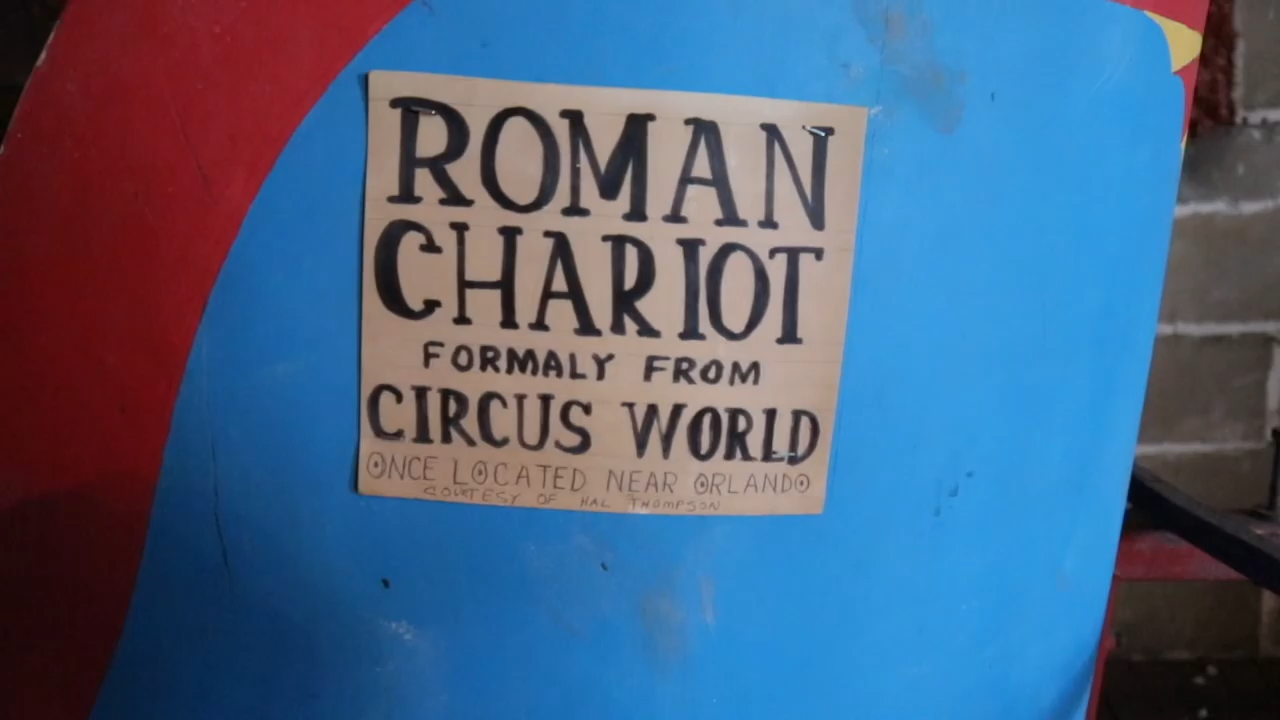 ROMAN
CHARIOT
FORMALY FROM
CIRCUS WORLD
ONCE LOCATED NEAR ORLANDO
COURTESY OF HAL THOMPSON